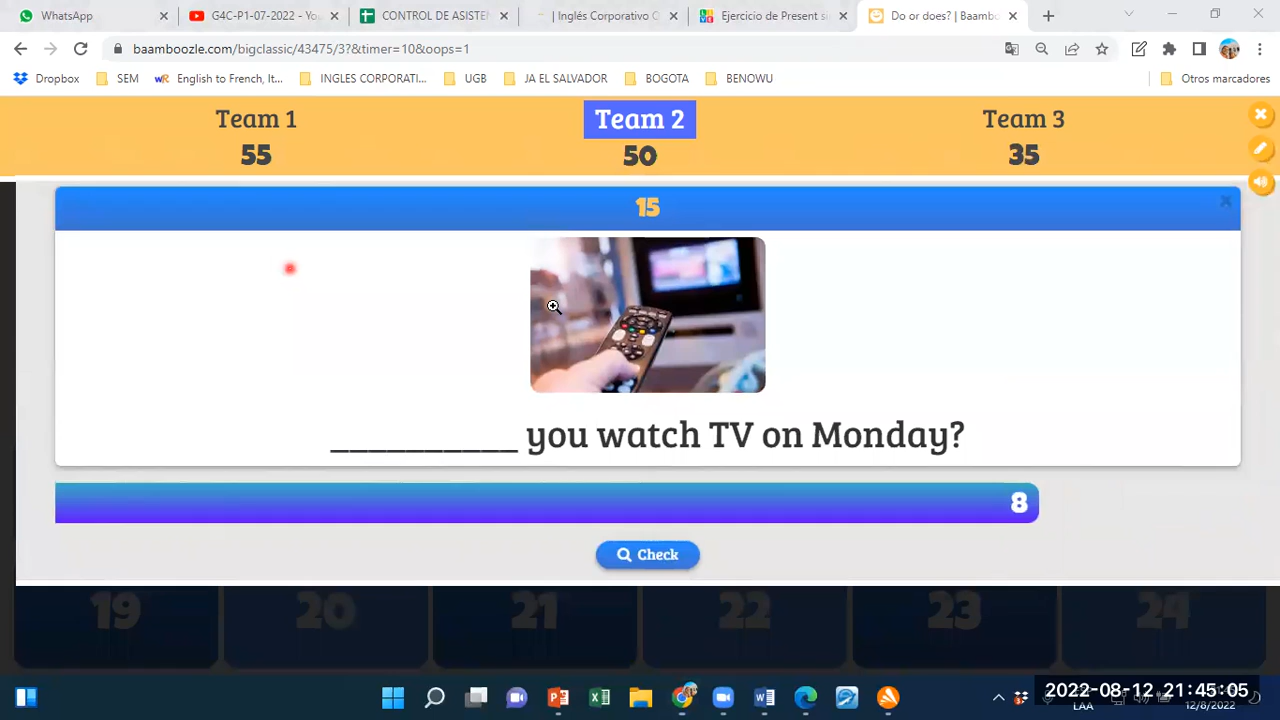 WhatsApp
G4C-P1-07-2022 - Yo
CONTROL DE ASISTE
| Inglés Corporativo C
Ejercicio de Present s
Do or does? | Baambo
baamboozle.com/bigclassic/43475/3?&timer=10&oops=1
Dropbox
SEM
English to French, It...
INGLES CORPORATI...
UGB
JA EL SALVADOR
BOGOTA
BENOWU
Otros marcadores
Team 1
Team 2
Team 3
55
50
35
15
__________ you watch TV on Monday?
8
Check
19
20
21
22
23
24
2022-08-12 21:45:05
LAA
12/8/2022